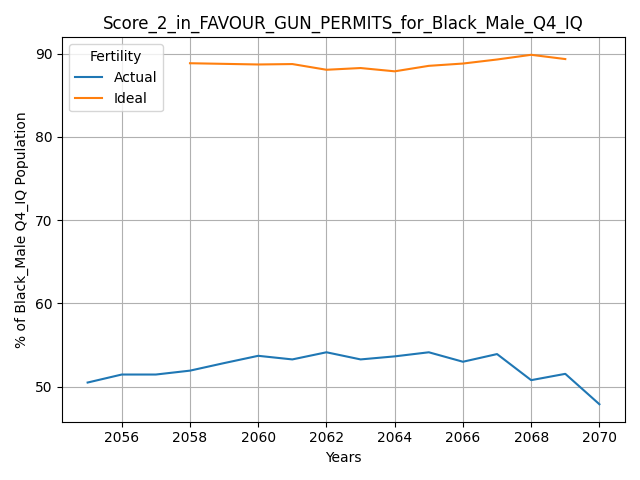 Score_2_in_FAVOUR_GUN_PERMITS_for_Black_Male_Q4_IQ
Fertility
Actual
Ideal
% of Black_Male Q4_IQ Population
90
80
70
60
50
2056 2058 2060 2062 2064 2066 2068 2070
Years